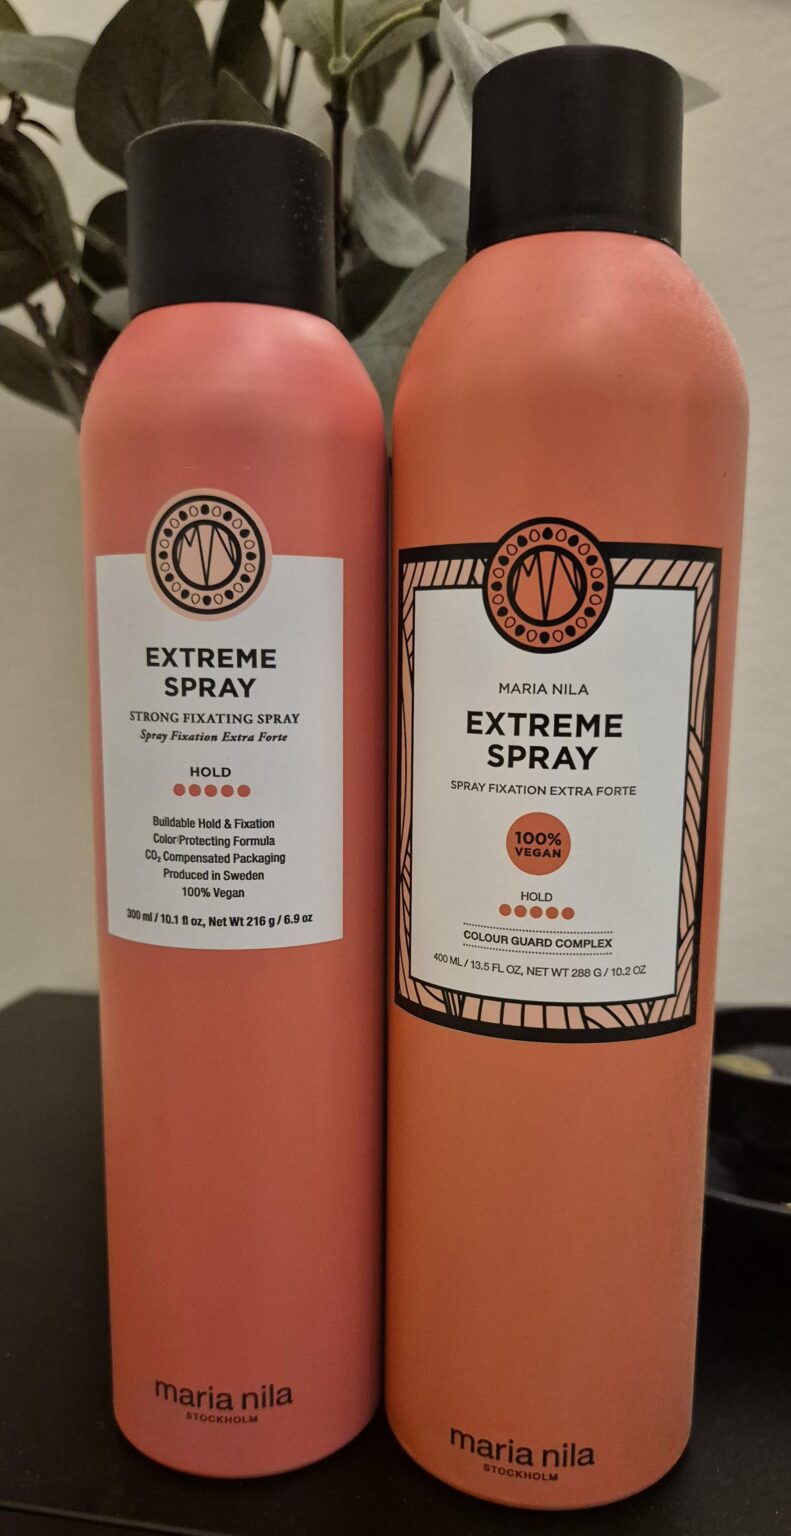 MN
EXTREME
SPRAY
STRONG FIXATING SPRAY
Spray Fixation Extra Forte
HOLD
Buildable Hold & Fixation
Color Protecting Formula
CO₂ Compensated Packaging
Produced in Sweden
100% Vegan
300 ml / 10.1 fl oz, Net Wt 216 g / 6.9 oz
maria nila
STOCKHOLM
MN
MARIA NILA
EXTREME
SPRAY
SPRAY FIXATION EXTRA FORTE
100%
VEGAN
HOLD
COLOUR GUARD COMPLEX
400 ML / 13.5 FL OZ, NET WT 288 G / 10.2 OZ
maria nila
STOCKHOLM